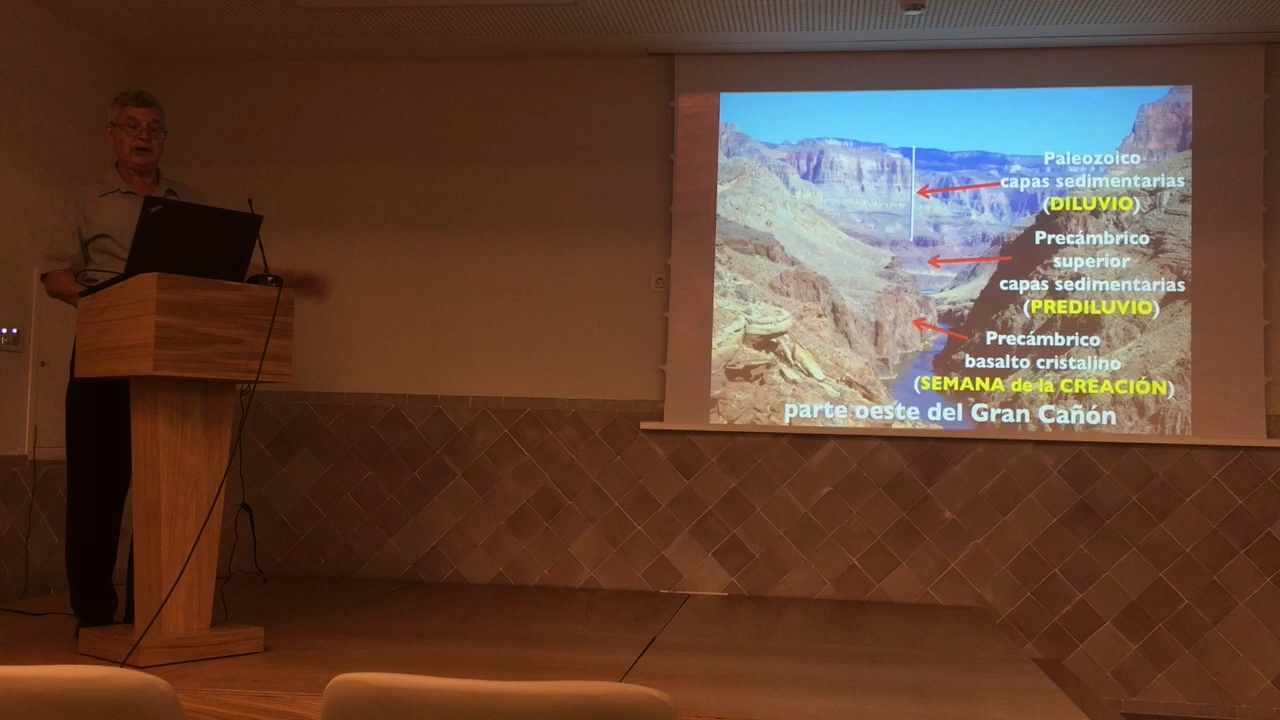 Paleozoico
capas sedimentarias
(DILUVIO)
Precámbrico
superior
capas sedimentarias
(PREDILUVIO)
Precámbrico
basalto cristalino
(SEMANA de la CREACIÓN)
parte oeste del Gran Cañón